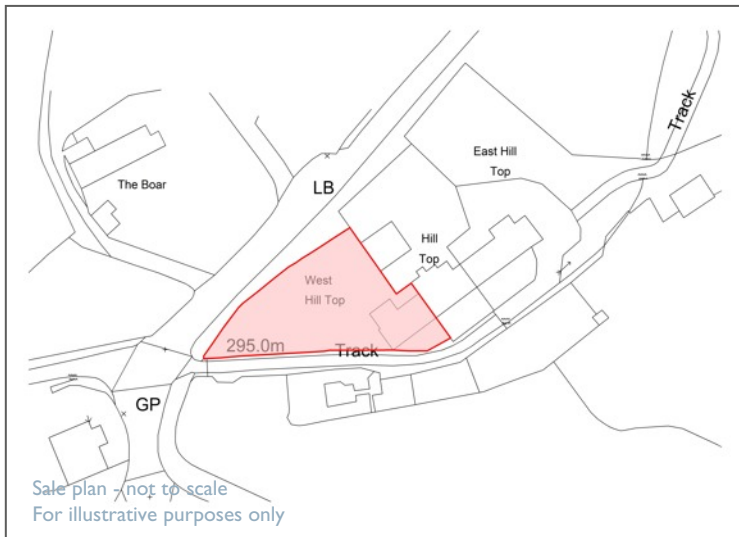 Track
East Hill
Top
The Boar
LB
Hill
Top
West
Hill Top
295.0m
Track
GP
Sale plan - not to scale
For illustrative purposes only